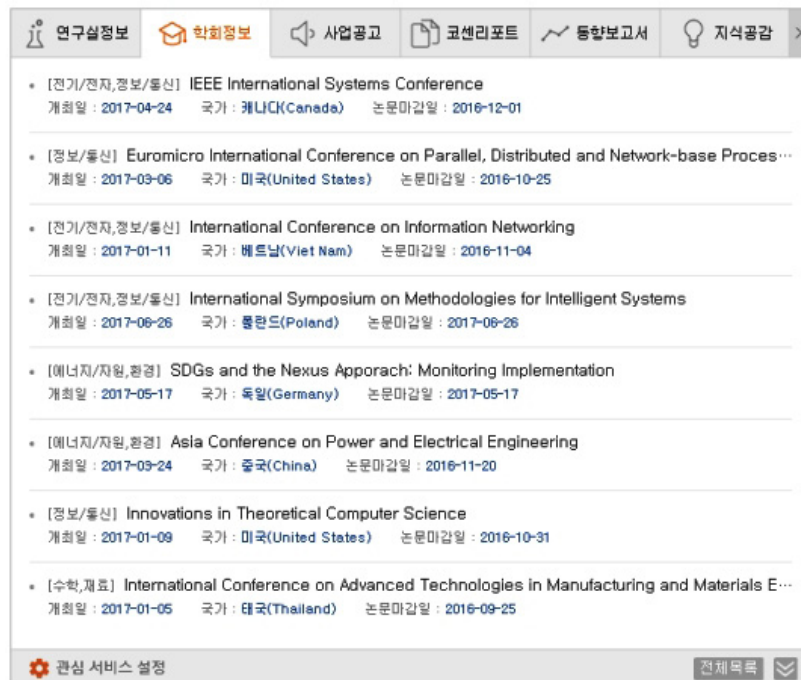 연구실정보 학회정보 사업공고 코센리포트 동향보고서 지식공감
[전기/전자,정보/통신] IEEE International Systems Conference
개최일 : 2017-04-24 국가 : 캐나다(Canada) 논문마감일 : 2016-12-01
[정보/통신] Euromicro International Conference on Parallel, Distributed and Network-base Proces…
개최일 : 2017-03-06 국가 : 미국(United States) 논문마감일 : 2016-10-25
[전기/전자,정보/통신] International Conference on Information Networking
개최일 : 2017-01-11 국가 : 베트남(Viet Nam) 논문마감일 : 2016-11-04
[전기/전자,정보/통신] International Symposium on Methodologies for Intelligent Systems
개최일 : 2017-06-26 국가 : 폴란드(Poland) 논문마감일 : 2017-06-26
[에너지/자원,환경] SDGs and the Nexus Apporach: Monitoring Implementation
개최일 : 2017-05-17 국가 : 독일(Germany) 논문마감일 : 2017-05-17
[에너지/자원,환경] Asia Conference on Power and Electrical Engineering
개최일 : 2017-03-24 국가 : 중국(China) 논문마감일 : 2016-11-20
[정보/통신] Innovations in Theoretical Computer Science
개최일 : 2017-01-09 국가 : 미국(United States) 논문마감일 : 2016-10-31
[수학,재료] International Conference on Advanced Technologies in Manufacturing and Materials E…
개최일 : 2017-01-05 국가 : 태국(Thailand) 논문마감일 : 2016-09-25
관심 서비스 설정 전체목록